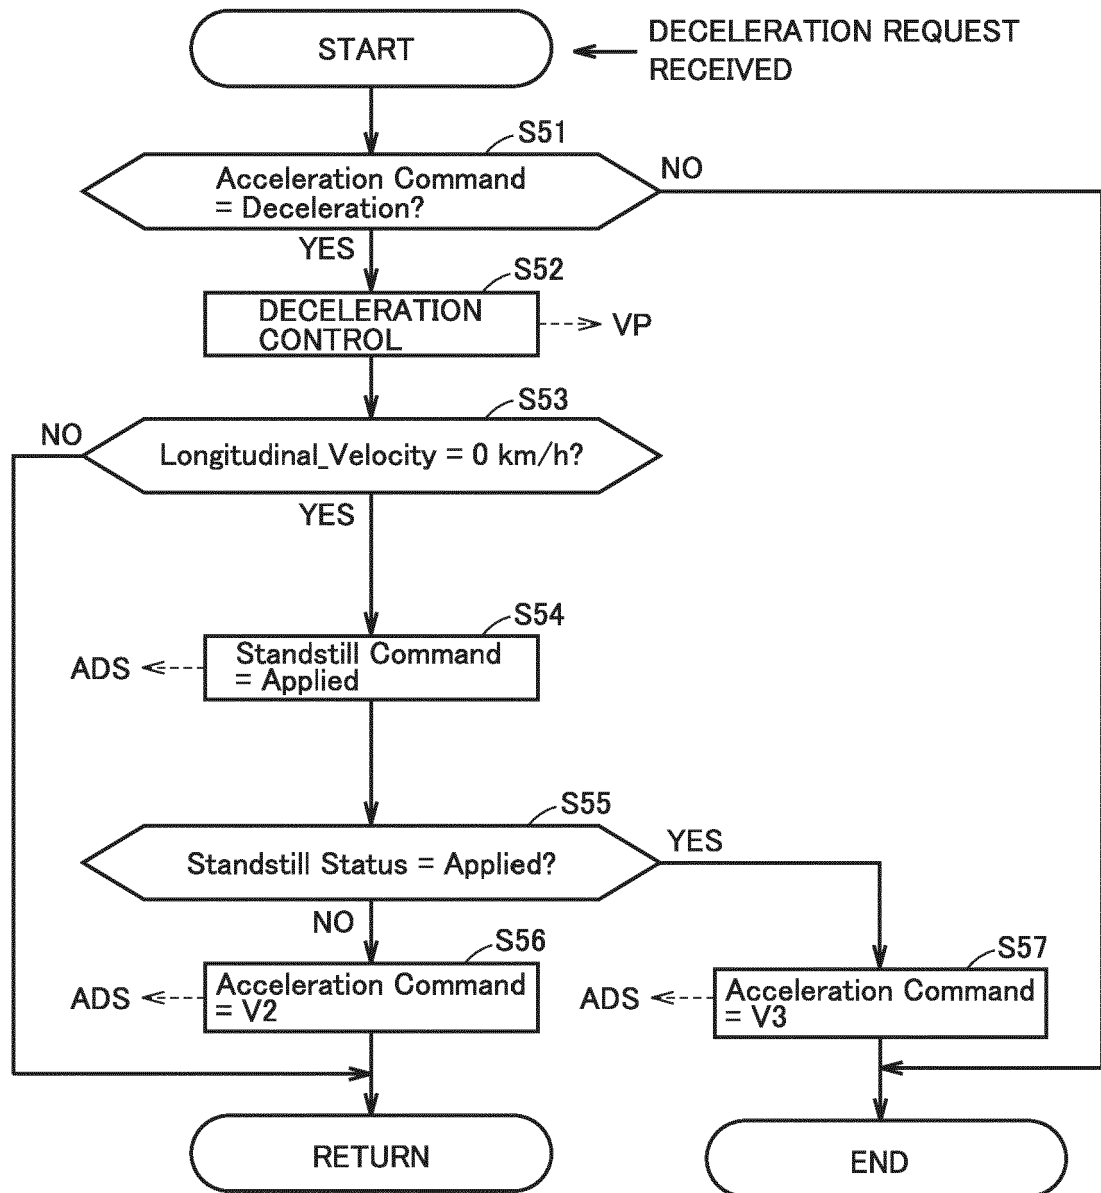 START
DECELERATION REQUEST
RECEIVED
S51
Acceleration Command
= Deceleration?
NO
YES
S52
DECELERATION
CONTROL
VP
S53
NO
Longitudinal_Velocity = 0 km/h?
YES
S54
ADS
Standstill Command
= Applied
S55
Standstill Status = Applied?
YES
NO
S56
ADS
Acceleration Command
= V2
S57
ADS
Acceleration Command
= V3
RETURN
END